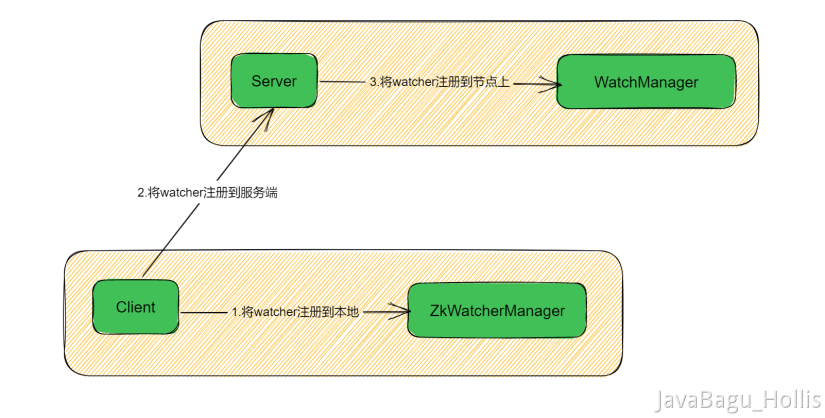 Server
3.将watcher注册到节点上
WatchManager
2.将watcher注册到服务端
Client
1.将watcher注册到本地
ZkWatcherManager
JavaBagu_Hollis